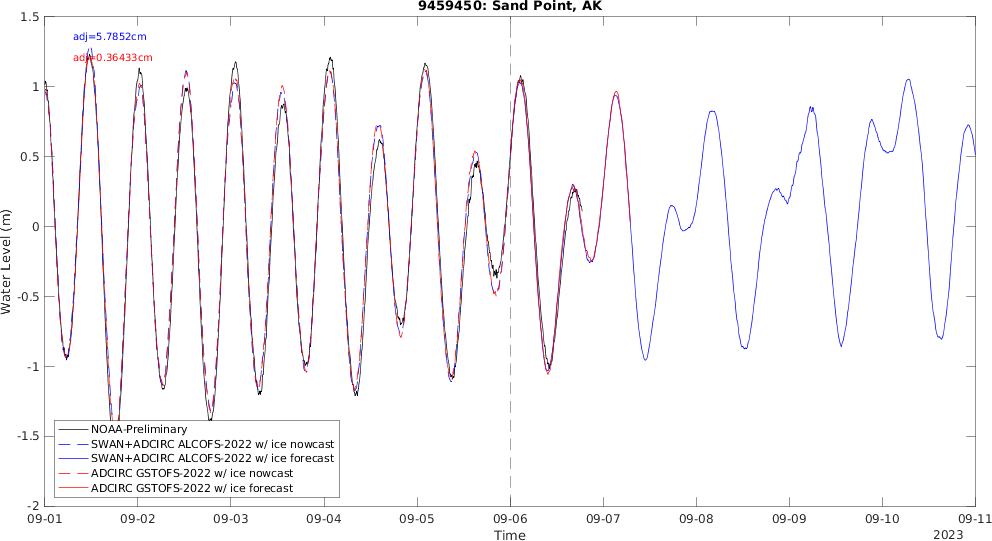 9459450: Sand Point, AK
adj=5.7852cm
adj=0.36433cm
Water Level (m)
1.5
1
0.5
0
-0.5
-1
-1.5
-2
NOAA-Preliminary
SWAN+ADCIRC ALCOFS-2022 w/ ice nowcast
SWAN+ADCIRC ALCOFS-2022 w/ ice forecast
ADCIRC GSTOFS-2022 w/ ice nowcast
ADCIRC GSTOFS-2022 w/ ice forecast
09-01 09-02 09-03 09-04 09-05 09-06 09-07 09-08 09-09 09-10 09-11
Time
2023